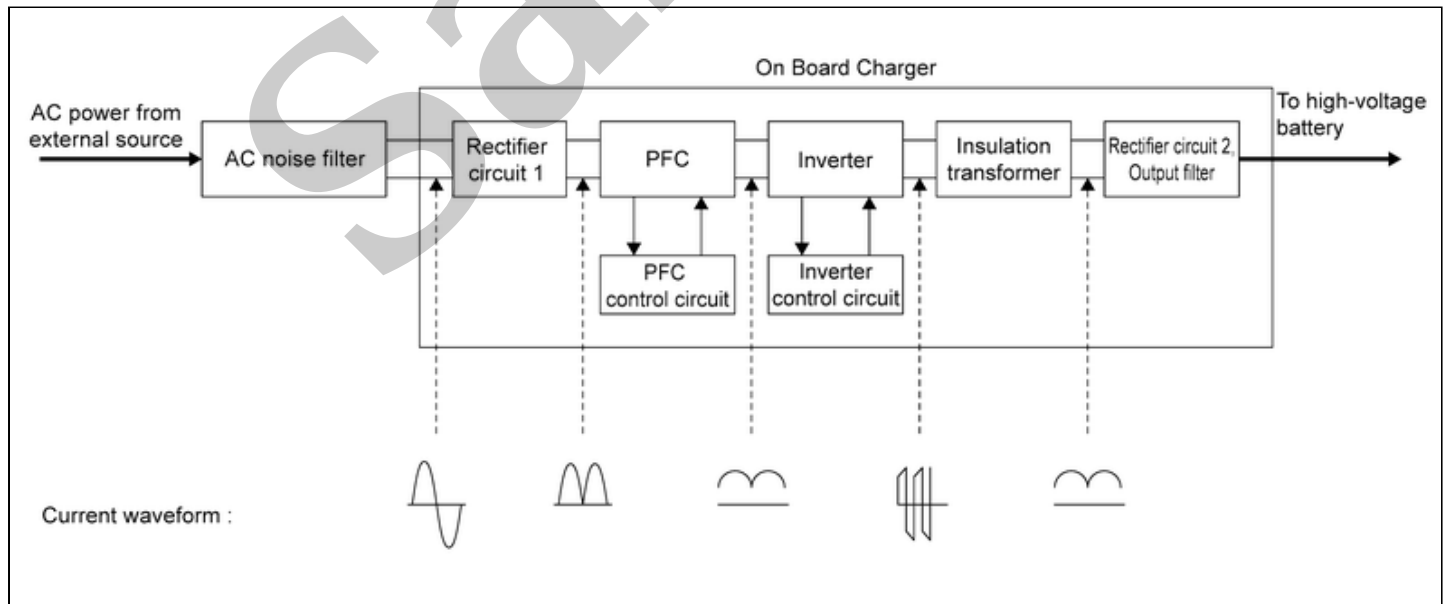 On Board Charger
AC power from
external source
To high-voltage
battery
AC noise filter
Rectifier
circuit 1
PFC
Inverter
Insulation
transformer
Rectifier circuit 2,
Output filter
PFC
control circuit
Inverter
control circuit
Current waveform :